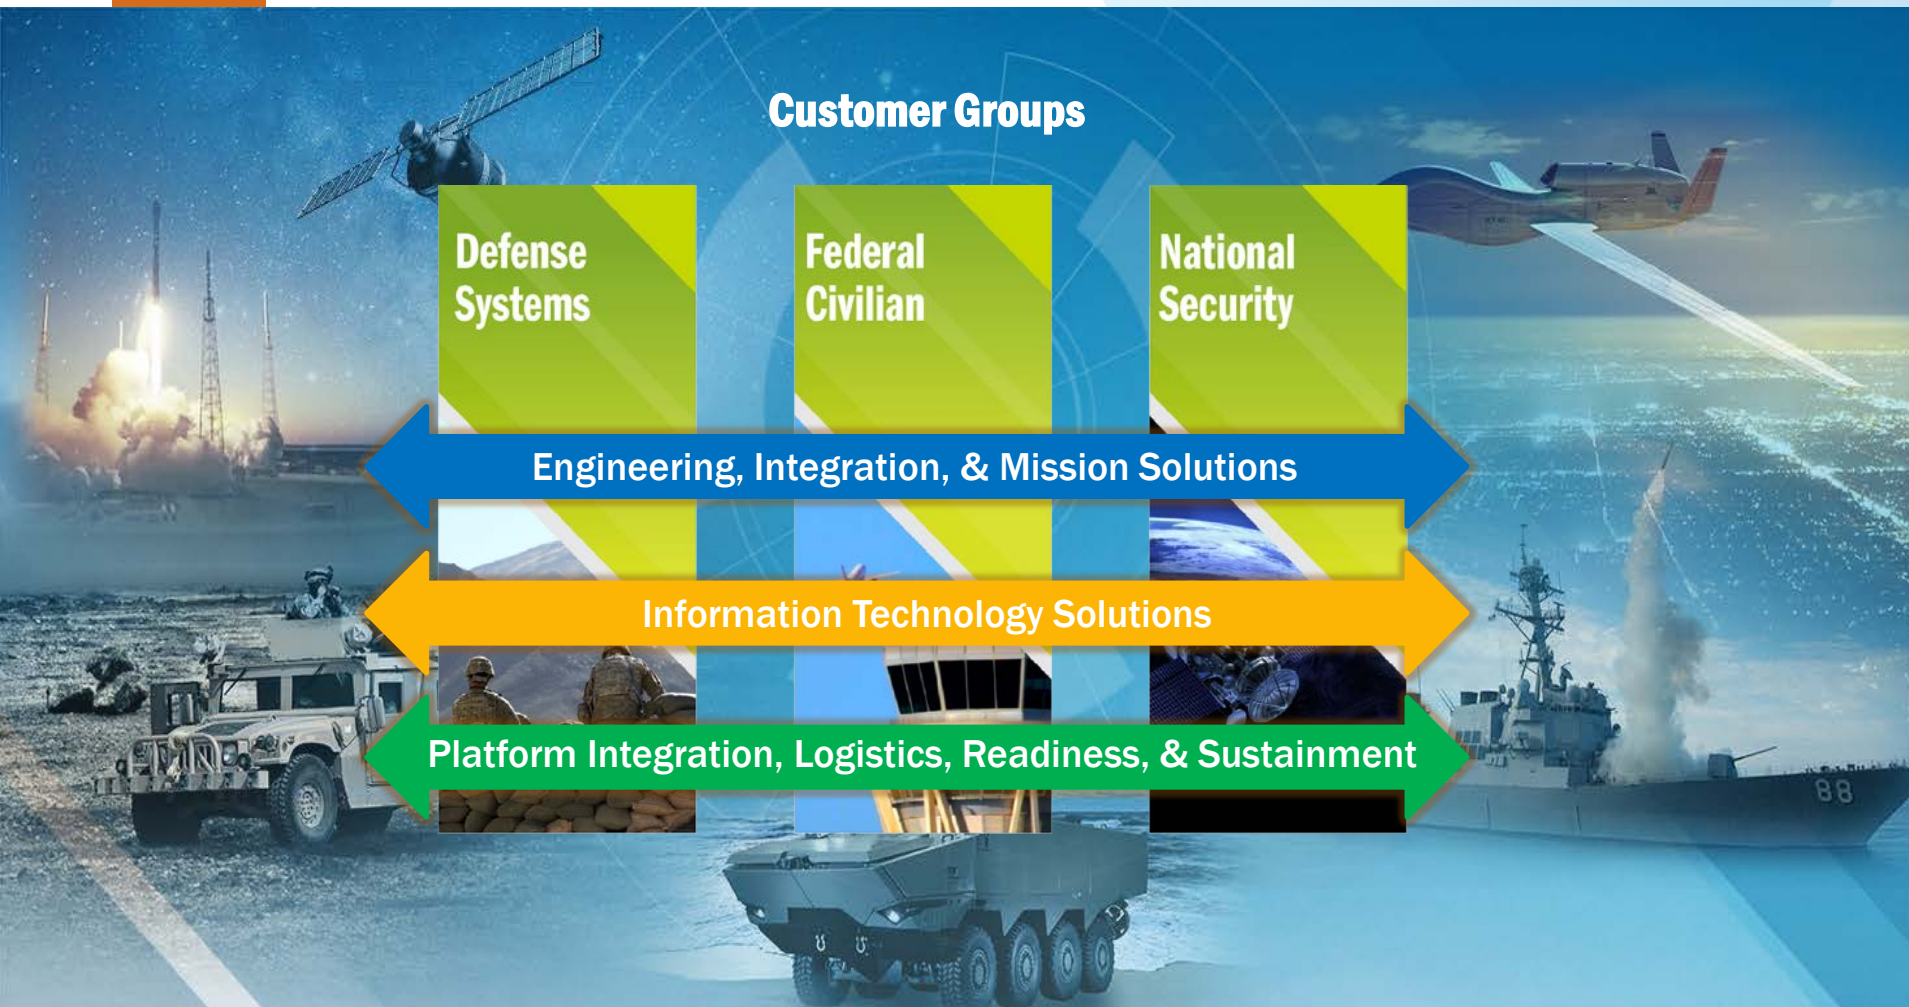 Customer Groups
Defense
Systems
Federal
Civilian
National
Security
Engineering, Integration, & Mission Solutions
Information Technology Solutions
Platform Integration, Logistics, Readiness, & Sustainment
88